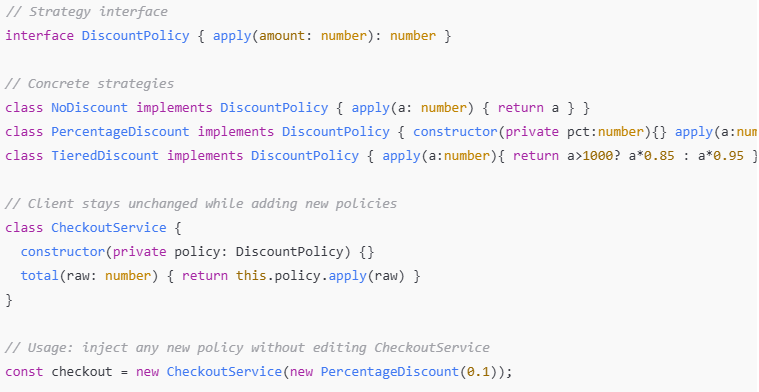 // Strategy interface
interface DiscountPolicy { apply(amount: number): number }
// Concrete strategies
class NoDiscount implements DiscountPolicy { apply(a: number) { return a } }
class PercentageDiscount implements DiscountPolicy { constructor(private pct:number){} apply(a:num
class TieredDiscount implements DiscountPolicy { apply(a:number){ return a>1000? a*0.85 : a*0.95 }
// Client stays unchanged while adding new policies
class CheckoutService {
  constructor(private policy: DiscountPolicy) {}
  total(raw: number) { return this.policy.apply(raw) }
}
// Usage: inject any new policy without editing CheckoutService
const checkout = new CheckoutService(new PercentageDiscount(0.1));